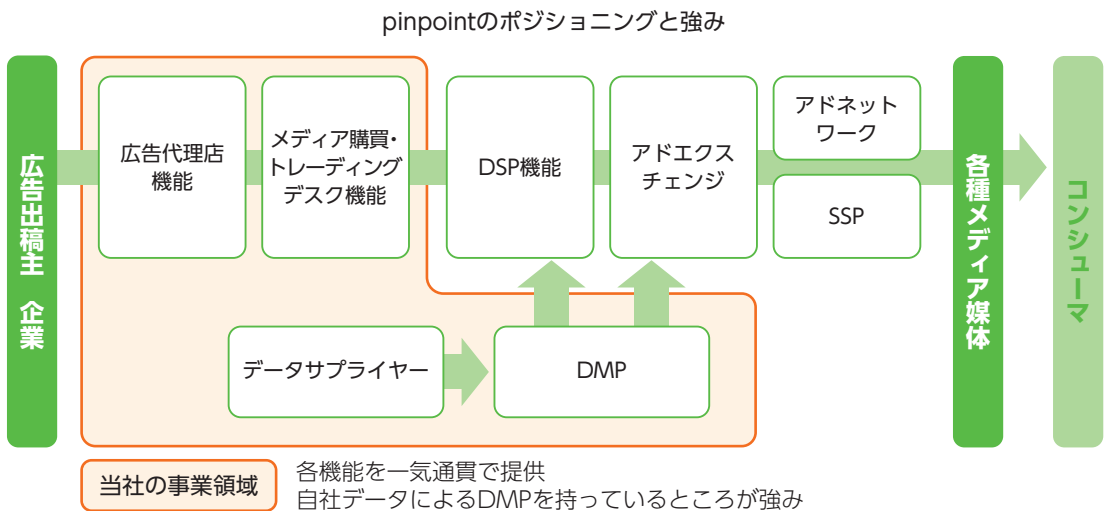 pinpointのポジショニングと強み
広告出稿主 企業
広告代理店
機能
メディア購買・
トレーディング
デスク機能
DSP機能
アドエクス
チェンジ
アドネット
ワーク
SSP
各種メディア媒体
コンシューマ
データサプライヤー
DMP
当社の事業領域
各機能を一気通貫で提供
自社データによるDMPを持っているところが強み